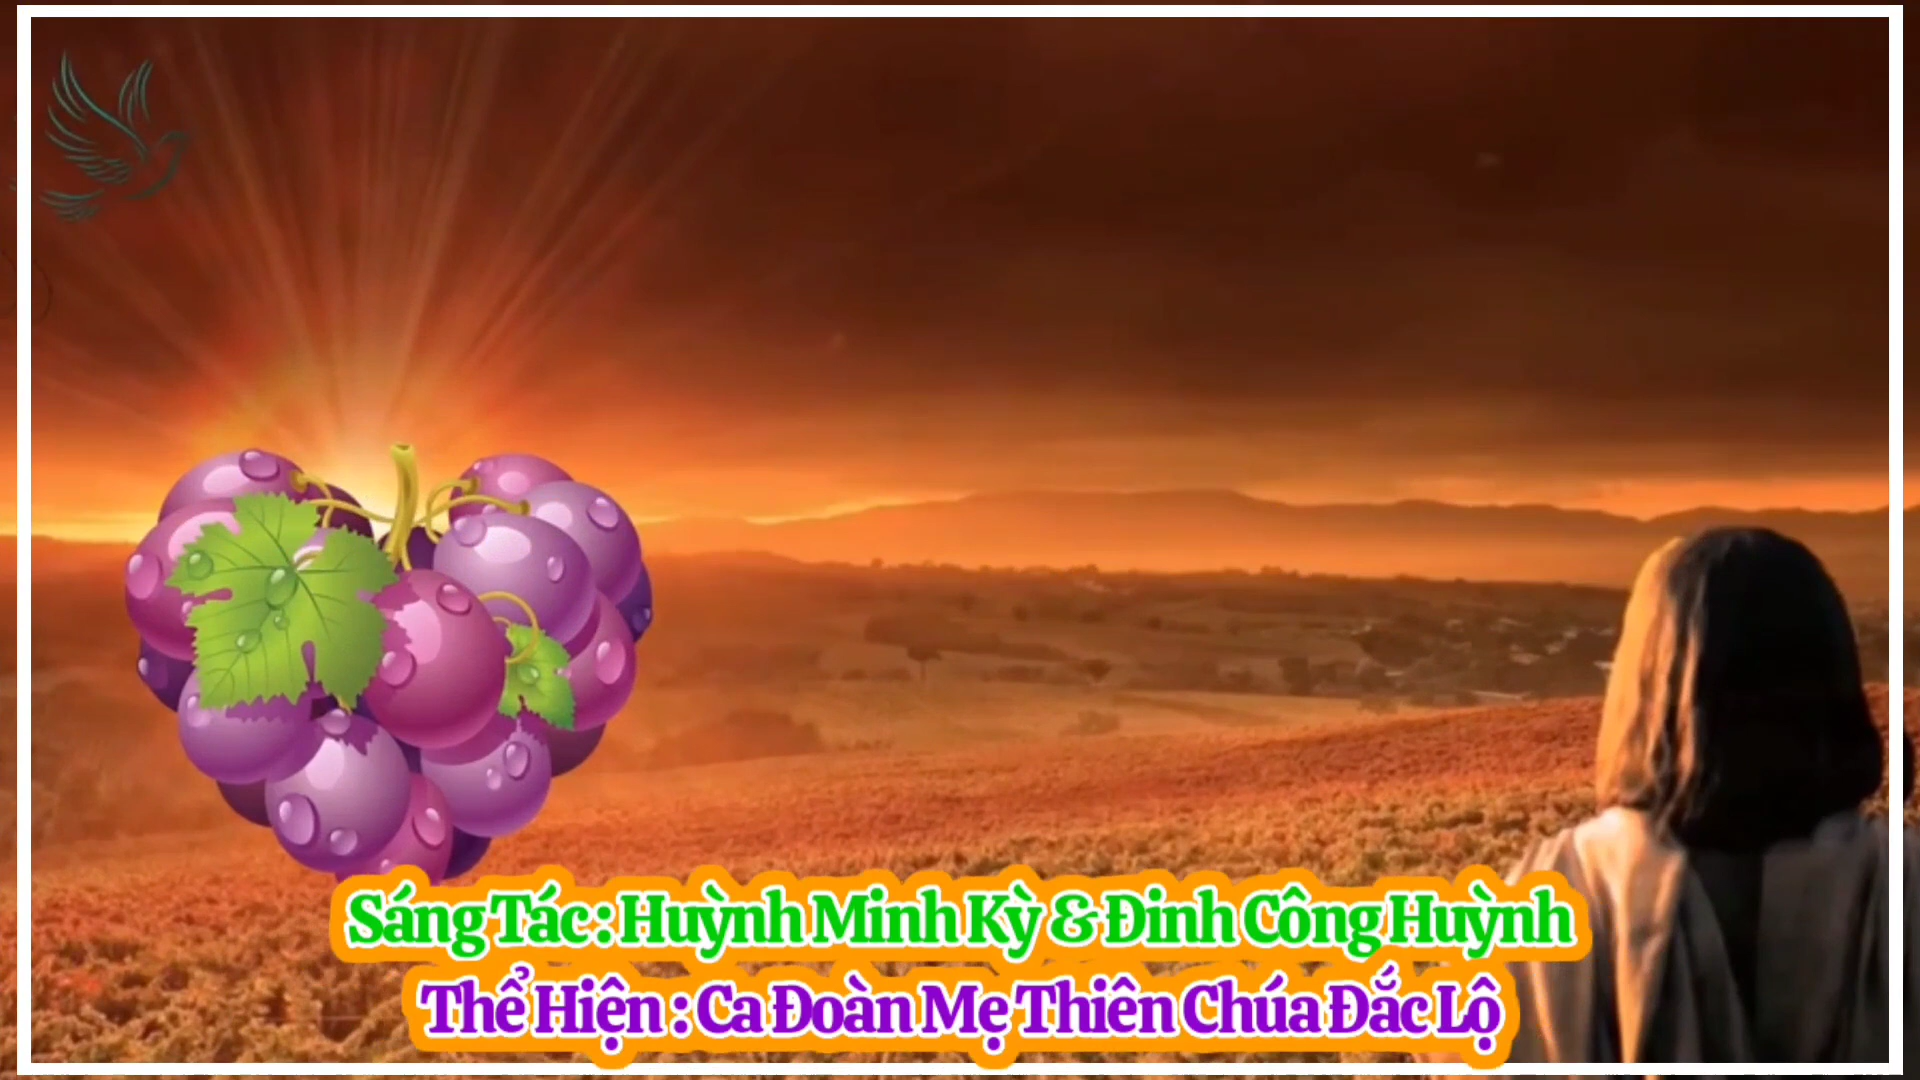 Sáng Tác : Huỳnh Minh Kỳ & Đinh Công Huỳnh
Thể Hiện : Ca Đoàn Mẹ Thiên Chúa Đắc Lộ